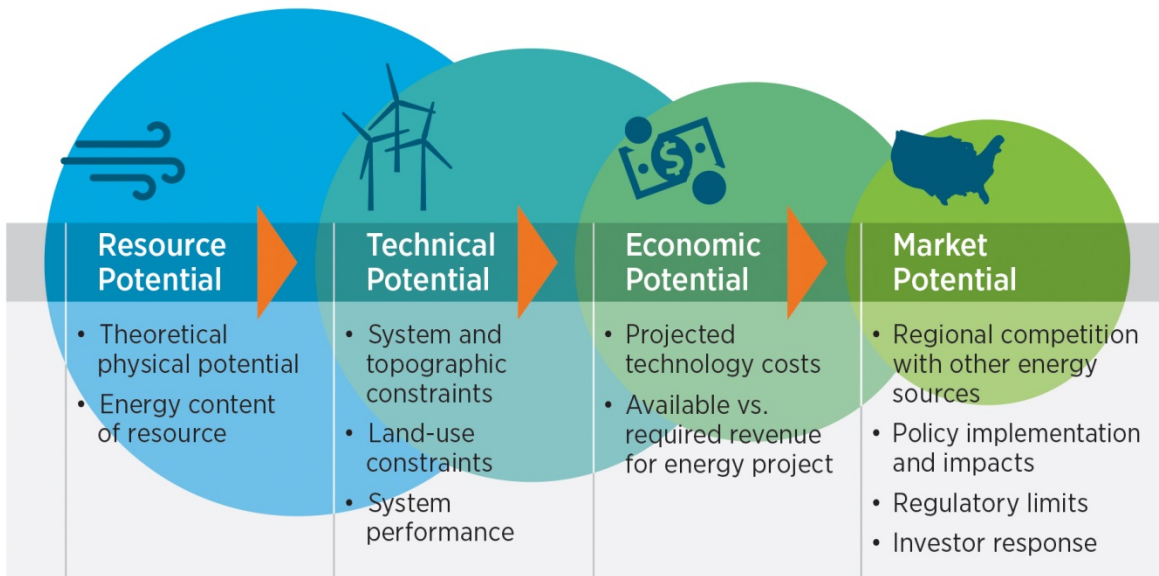 Resource
Potential
• Theoretical
physical potential
• Energy content
of resource
Technical
Potential
• System and
topographic
constraints
• Land-use
constraints
• System
performance
$
Economic
Potential
• Projected
technology costs
• Available vs.
required revenue
for energy project
Market
Potential
• Regional competition
with other energy
sources
• Policy implementation
and impacts
• Regulatory limits
• Investor response